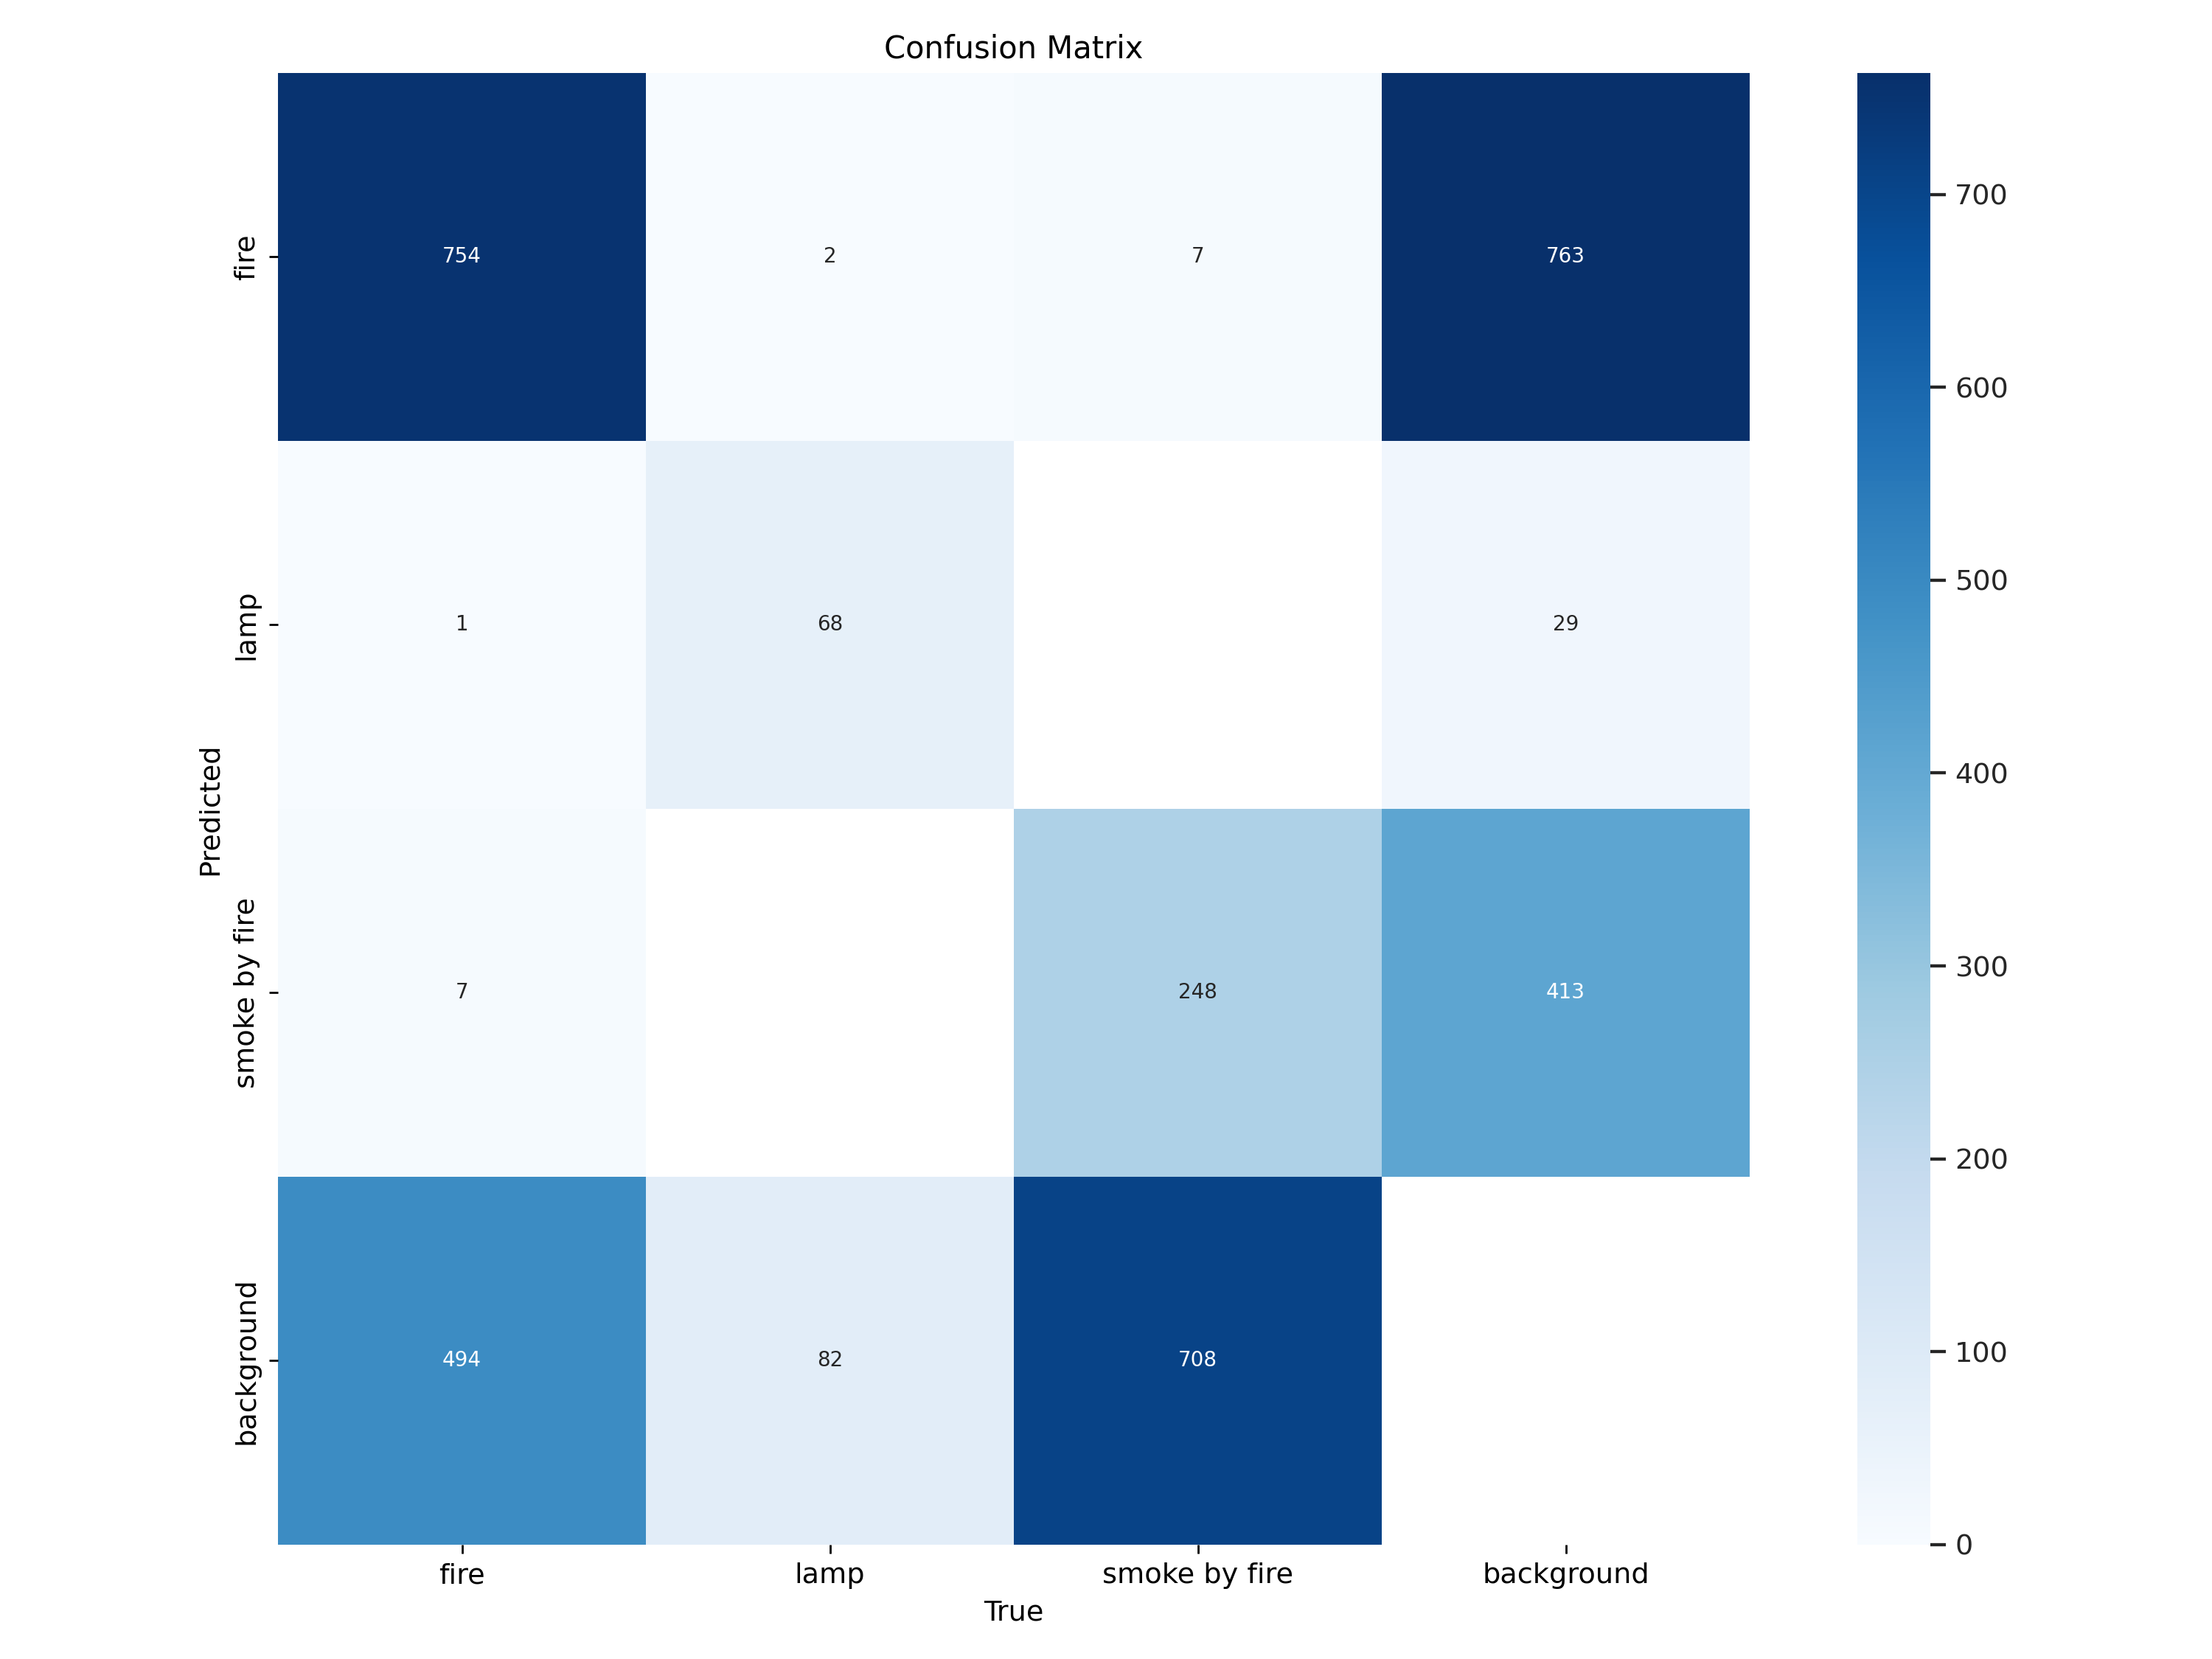 Confusion Matrix
fire
754
2
7
763
lamp
1
68
29
smoke by fire
7
248
413
background
494
82
708
Predicted
fire
lamp
smoke by fire
background
True
700
600
500
400
300
200
100
0